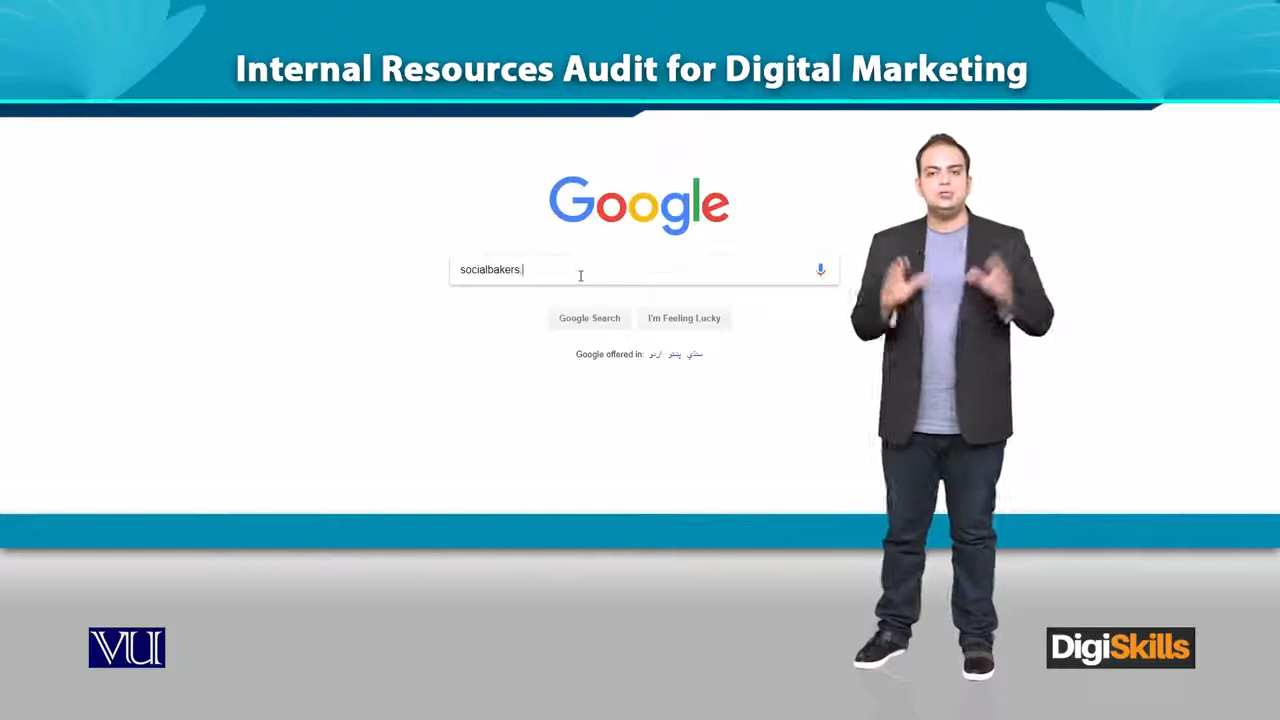 Internal Resources Audit for Digital Marketing
Google
socialbakers.
Google Search
I'm Feeling Lucky
Google offered in: اردو پښتو سنڌي
VU
DigiSkills